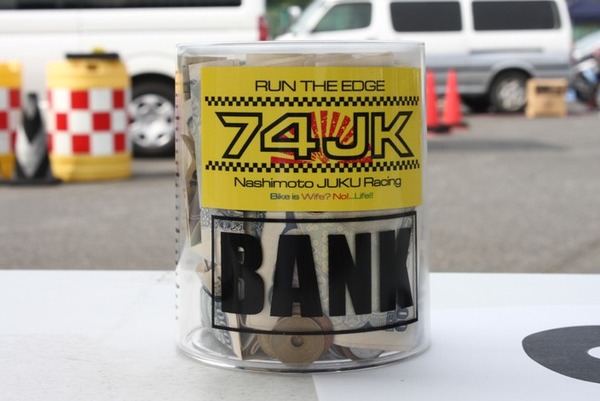 RUN THE EDGE
74JK
Nashimoto JUKU Racing
Bike is Wife? No!...Life!!
BANK